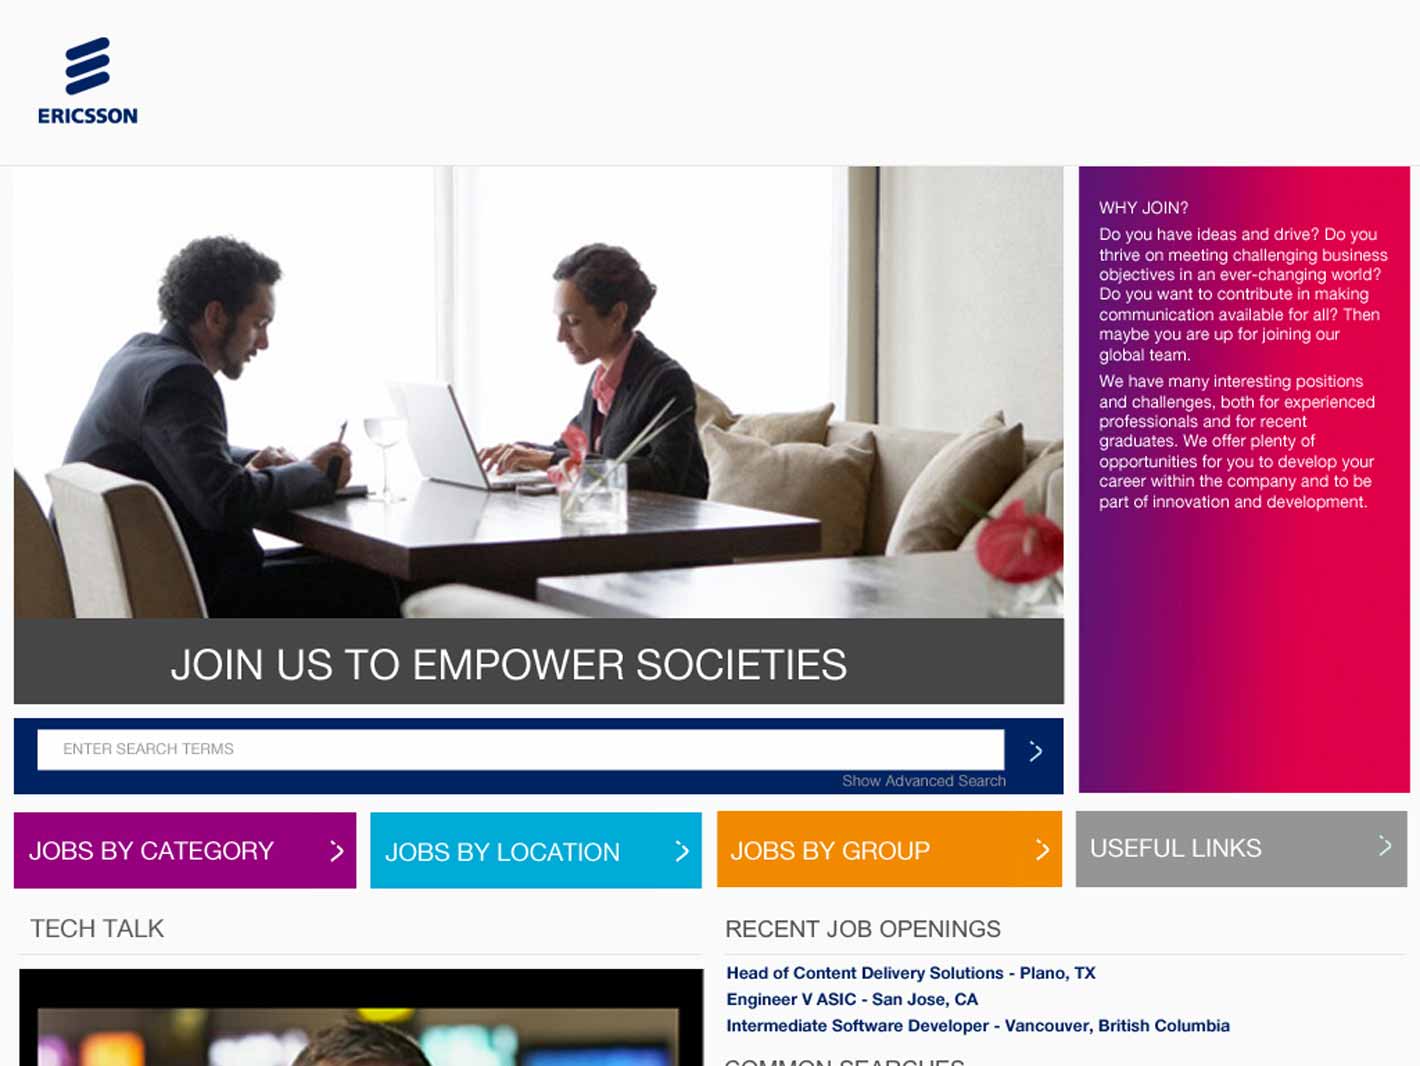 ERICSSON
WHY JOIN?
Do you have ideas and drive? Do you
thrive on meeting challenging business
objectives in an ever-changing world?
Do you want to contribute in making
communication available for all? Then
maybe you are up for joining our
global team.
We have many interesting positions
and challenges, both for experienced
professionals and for recent
graduates. We offer plenty of
opportunities for you to develop your
career within the company and to be
part of innovation and development.
JOIN US TO EMPOWER SOCIETIES
ENTER SEARCH TERMS
Show Advanced Search
JOBS BY CATEGORY
JOBS BY LOCATION
JOBS BY GROUP
USEFUL LINKS
TECH TALK
RECENT JOB OPENINGS
Head of Content Delivery Solutions - Plano, TX
Engineer V ASIC - San Jose, CA
Intermediate Software Developer - Vancouver, British Columbia
COMMON SEARCHES